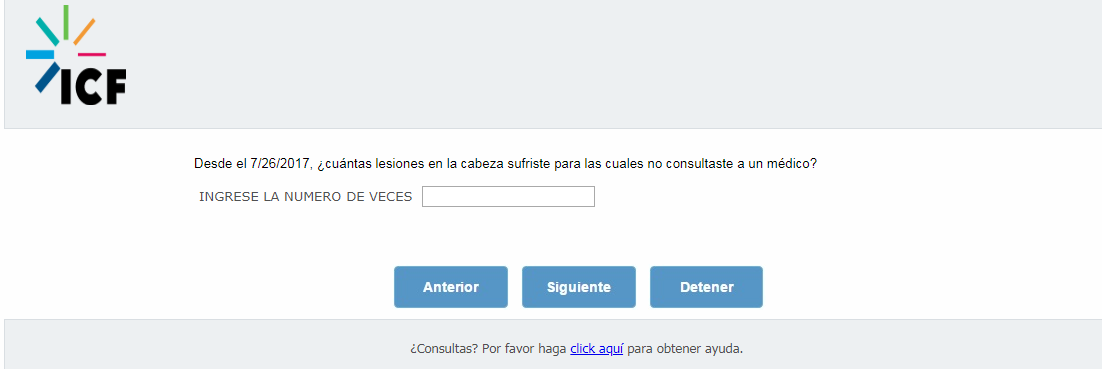 ICF
Desde el 7/26/2017, ¿cuántas lesiones en la cabeza sufriste para las cuales no consultaste a un médico?
INGRESE LA NUMERO DE VECES
Anterior Siguiente Detener
¿Consultas? Por favor haga click aquí para obtener ayuda.